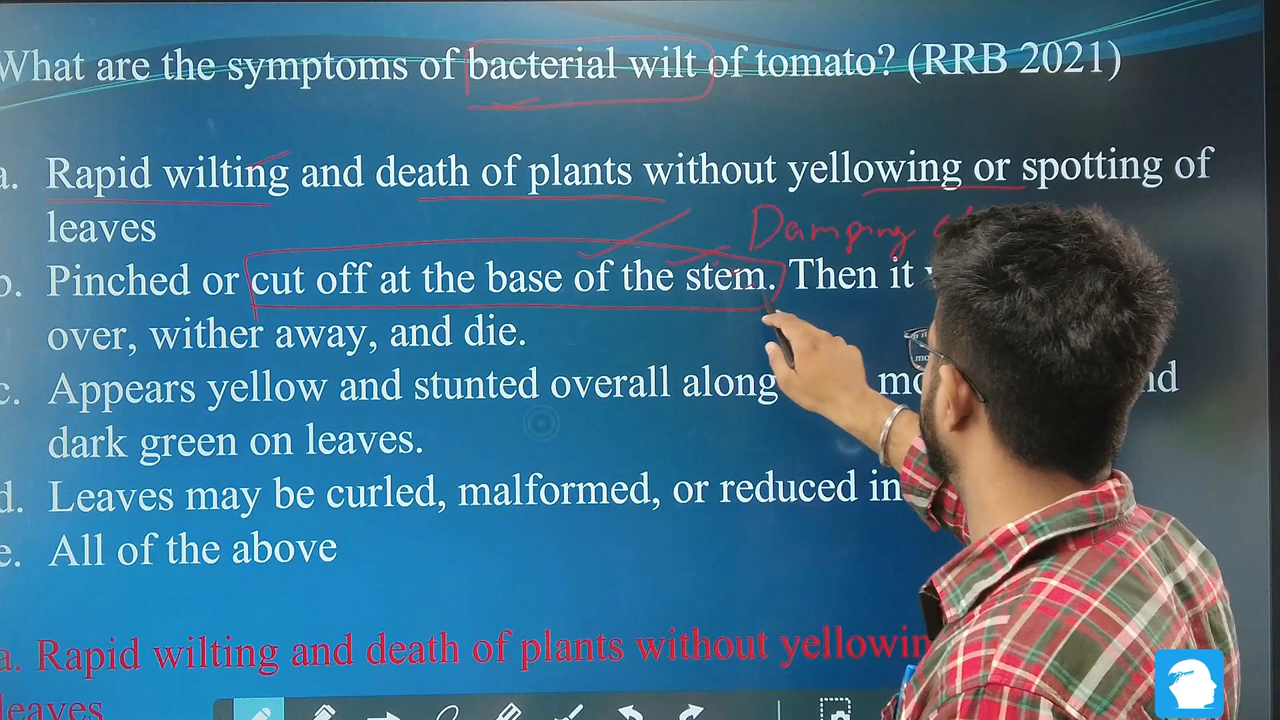 What are the symptoms of bacterial wilt of tomato? (RRB 2021)
a. Rapid wilting and death of plants without yellowing or spotting of
leaves
Damping
b. Pinched or cut off at the base of the stem. Then it
over, wither away, and die.
c. Appears yellow and stunted overall along
dark green on leaves.
d. Leaves may be curled, malformed, or reduced in
e. All of the above
a. Rapid wilting and death of plants without yellowin
leaves